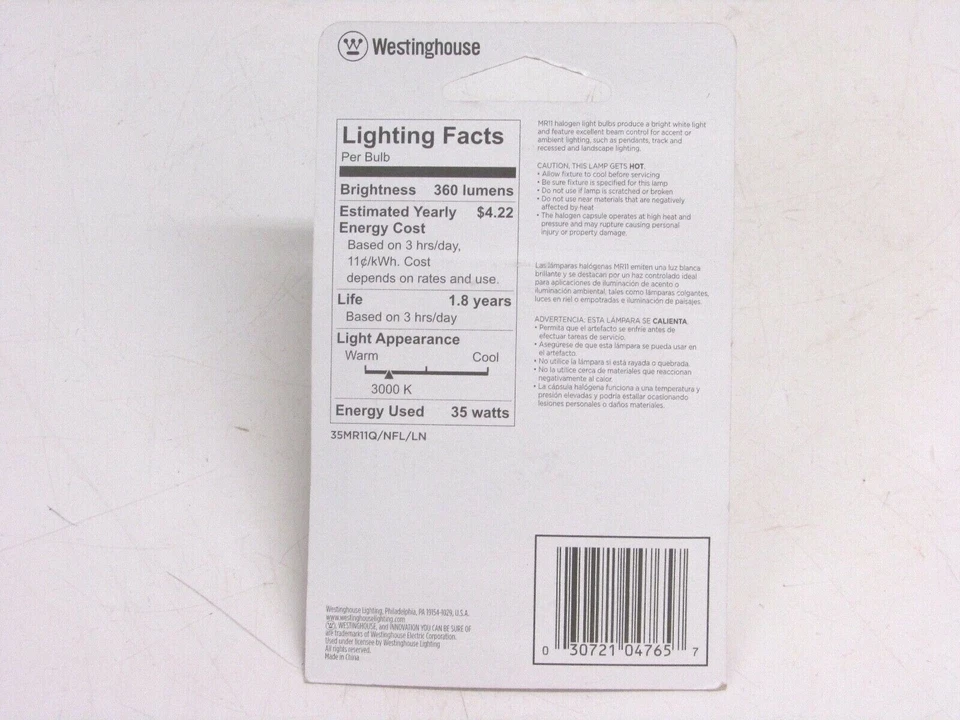 Westinghouse
Lighting Facts
Per Bulb
Brightness 360 lumens
Estimated Yearly $4.22
Energy Cost
Based on 3 hrs/day,
11¢/kWh. Cost
depends on rates and use.
Life 1.8 years
Based on 3 hrs/day
Light Appearance
Warm Cool
3000 K
Energy Used 35 watts
35MR11Q/NFL/LN
MR11 halogen light bulbs produce a bright white light
and feature excellent beam control for accent or
ambient lighting, such as pendants, track and
recessed and landscape lighting.
CAUTION, THIS LAMP GETS HOT.
• Allow fixture to cool before servicing
• Be sure fixture is specified for this lamp
• Do not use if lamp is scratched or broken
• Do not use near materials that are negatively
affected by heat
• The halogen capsule operates at high heat and
pressure and may rupture causing personal
injury or property damage.
Las lámparas halógenas MR11 emiten una luz blanca
brillante y se destacan por un haz controlado ideal
para aplicaciones de iluminación de acento o
iluminación ambiental, tales como lámparas colgantes,
luces en riel o empotradas e iluminación de paisajes.
ADVERTENCIA: ESTA LÁMPARA SE CALIENTA.
• Permita que el artefacto se enfríe antes de
efectuar tareas de servicio.
• Asegúrese de que esta lámpara se pueda usar en
el artefacto.
• No utilice la lámpara si está rayada o quebrada.
• No la utilice cerca de materiales que reaccionan
negativamente al calor.
• La cápsula halógena funciona a una temperatura y
presión elevadas y podría estallar ocasionando
lesiones personales o daños materiales.
Westinghouse Lighting, Philadelphia, PA 19154-1029, U.S.A.
www.westinghouselighting.com
(W), WESTINGHOUSE, and INNOVATION YOU CAN BE SURE OF
are trademarks of Westinghouse Electric Corporation.
Used under license by Westinghouse Lighting
All rights reserved.
Made in China
0 30721 04765 7